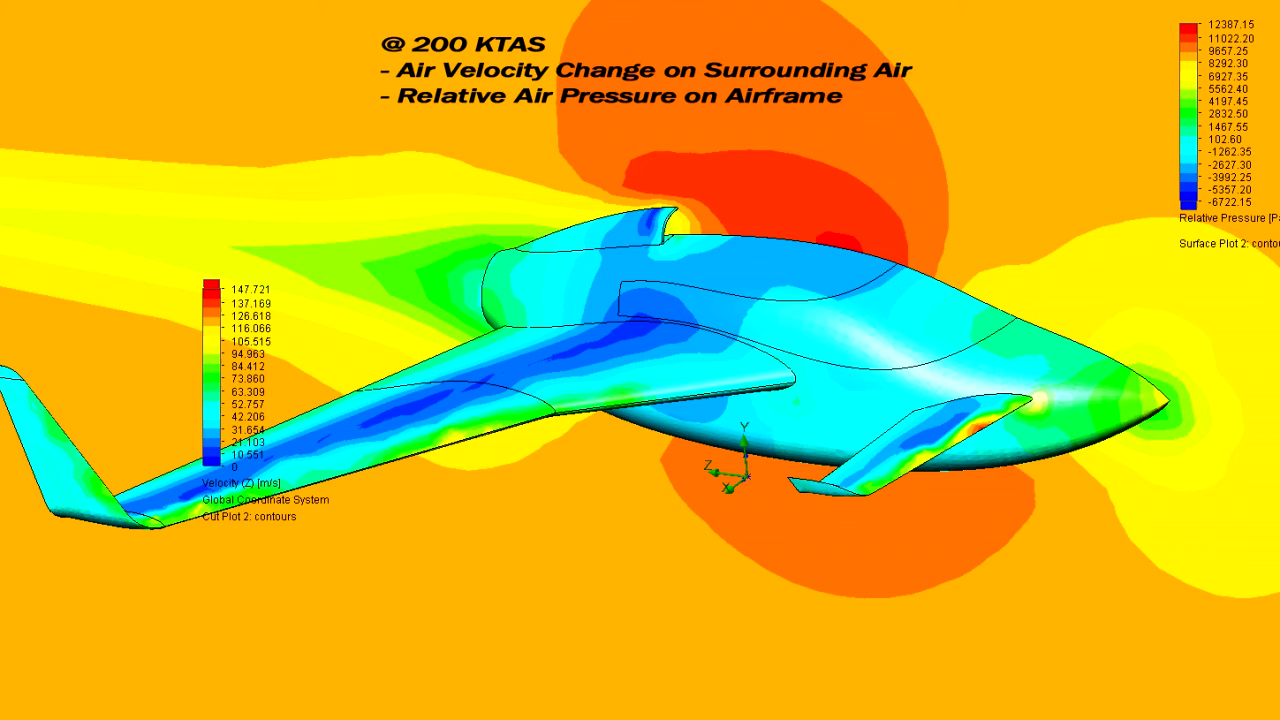 @ 200 KTAS
- Air Velocity Change on Surrounding Air
- Relative Air Pressure on Airframe
12387.15
11022.20
9657.25
8292.30
6927.35
5562.40
4197.45
2832.50
1467.55
102.60
-1262.35
-2627.30
-3992.25
-5357.20
-6722.15
Relative Pressure [P
Surface Plot 2: contou
147.721
137.169
126.618
116.066
105.515
94.963
84.412
73.860
63.309
52.757
42.206
31.654
21.103
10.551
0
Velocity (Z) [m/s]
Global Coordinate System
Cut Plot 2: contours
Y
Z
X